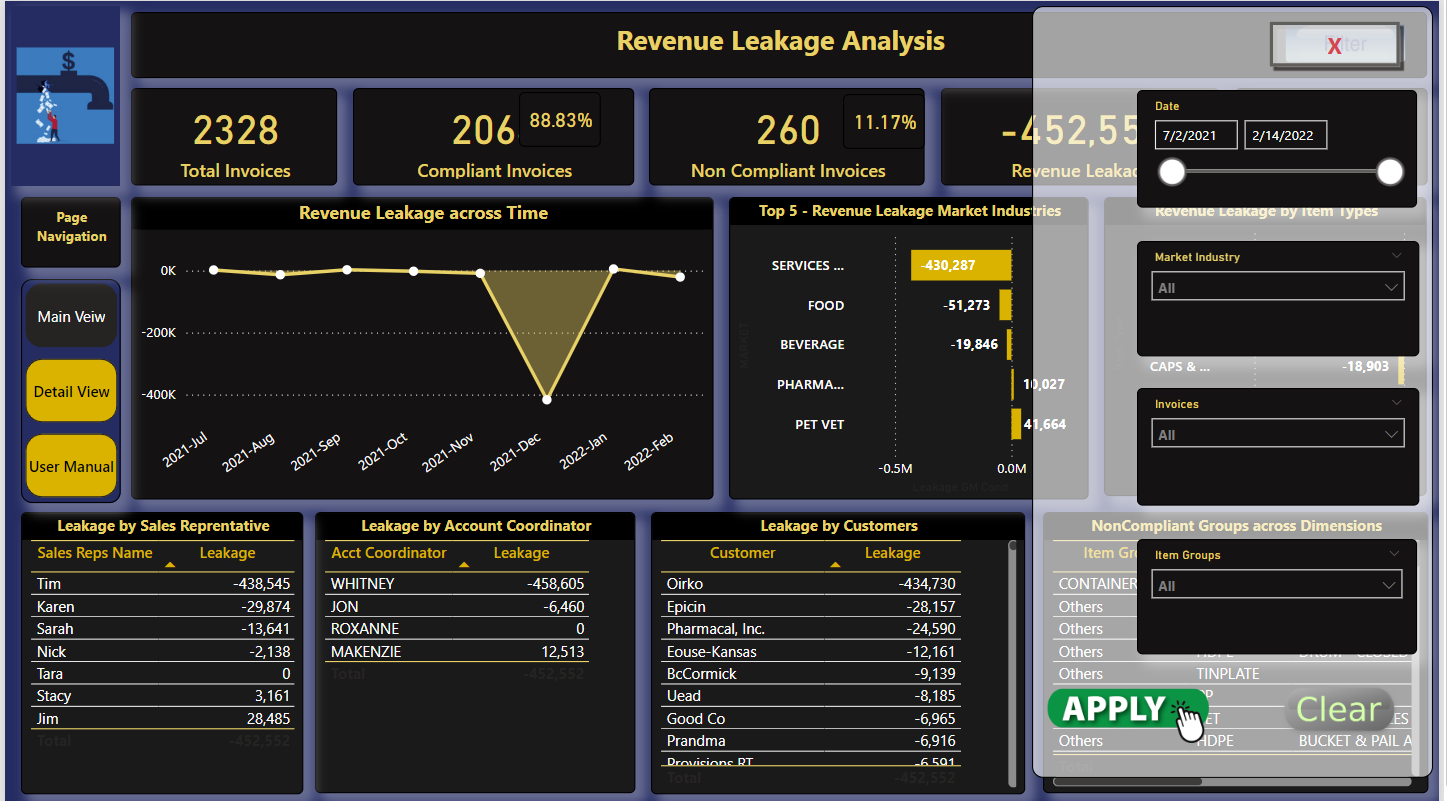 $
Revenue Leakage Analysis
X
2328
Total Invoices
206
88.83%
Compliant Invoices
260
11.17%
Non Compliant Invoices
-452,55
Revenue Leakag
Date
7/2/2021
2/14/2022
Page
Navigation
Main Veiw
Detail View
User Manual
Revenue Leakage across Time
0K
-200K
-400K
2021-Jul
2021-Aug
2021-Sep
2021-Oct
2021-Nov
2021-Dec
2022-Jan
2022-Feb
Top 5 - Revenue Leakage Market Industries
MARKET
SERVICES ... -430,287
FOOD -51,273
BEVERAGE -19,846
PHARMA... 10,027
PET VET 41,664
-0.5M 0.0M
Leakage GM Cond
Revenue Leakage by Item Types
CAPS & ... -18,903
Market Industry
All
Invoices
All
Leakage by Sales Reprentative
Sales Reps Name Leakage
Tim -438,545
Karen -29,874
Sarah -13,641
Nick -2,138
Tara 0
Stacy 3,161
Jim 28,485
Total -452,552
Leakage by Account Coordinator
Acct Coordinator Leakage
WHITNEY -458,605
JON -6,460
ROXANNE 0
MAKENZIE 12,513
Total -452,552
Leakage by Customers
Customer Leakage
Oirko -434,730
Epicin -28,157
Pharmacal, Inc. -24,590
Eouse-Kansas -12,161
BcCormick -9,139
Uead -8,185
Good Co -6,965
Prandma -6,916
Provisions RT -6,591
Total -452,552
NonCompliant Groups across Dimensions
Item Gro
CONTAINER
Others
Others
Others
Others TINPLATE
Others HDPE BUCKET & PAIL A
Total
Item Groups
All
APPLY
Clear